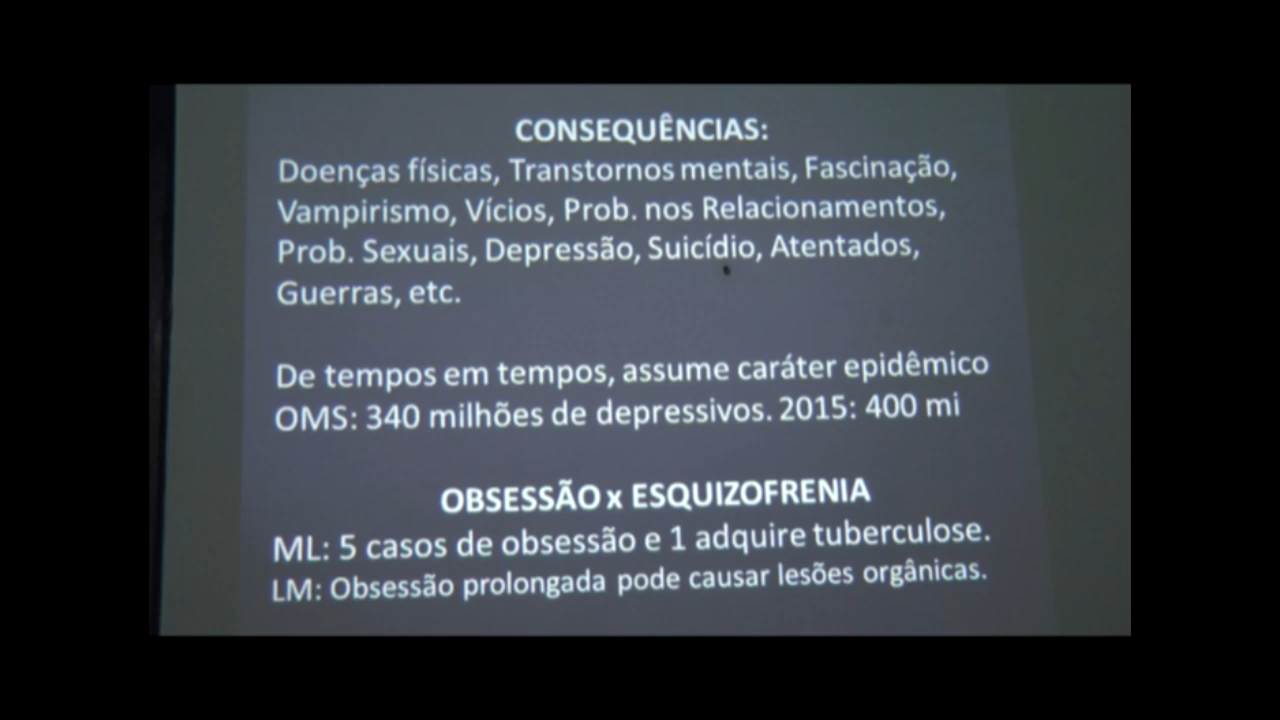 CONSEQUÊNCIAS:
Doenças físicas, Transtornos mentais, Fascinação,
Vampirismo, Vícios, Prob. nos Relacionamentos,
Prob. Sexuais, Depressão, Suicídio, Atentados,
Guerras, etc.
De tempos em tempos, assume caráter epidêmico
OMS: 340 milhões de depressivos. 2015: 400 mi
OBSESSÃO x ESQUIZOFRENIA
ML: 5 casos de obsessão e 1 adquire tuberculose.
LM: Obsessão prolongada pode causar lesões orgânicas.